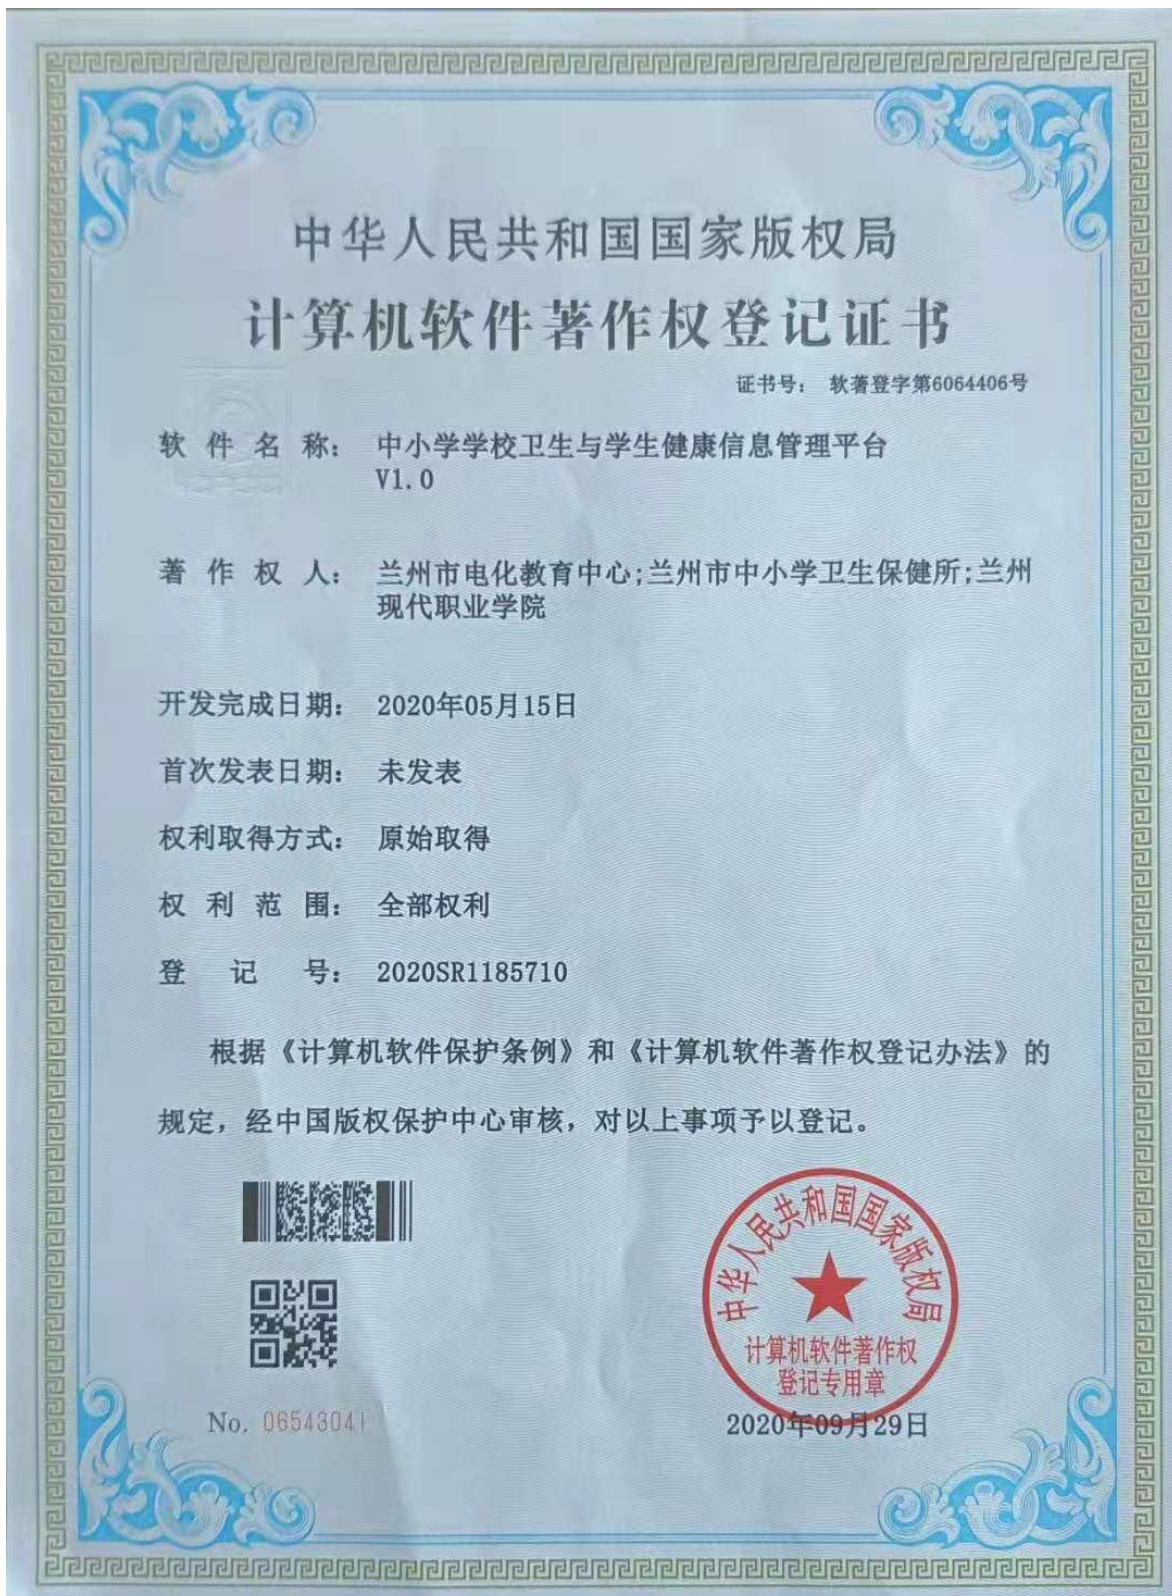 中华人民共和国国家版权局
计算机软件著作权登记证书
证书号： 软著登字第6064406号
软件名称： 中小学学校卫生与学生健康信息管理平台
V1.0
著作权人： 兰州市电化教育中心;兰州市中小学卫生保健所;兰州
现代职业学院
开发完成日期： 2020年05月15日
首次发表日期： 未发表
权利取得方式： 原始取得
权利范围： 全部权利
登记号： 2020SR1185710
根据《计算机软件保护条例》和《计算机软件著作权登记办法》的
规定，经中国版权保护中心审核，对以上事项予以登记。
中华人民共和国国家版权局
计算机软件著作权
登记专用章
No. 06543041
2020年09月29日